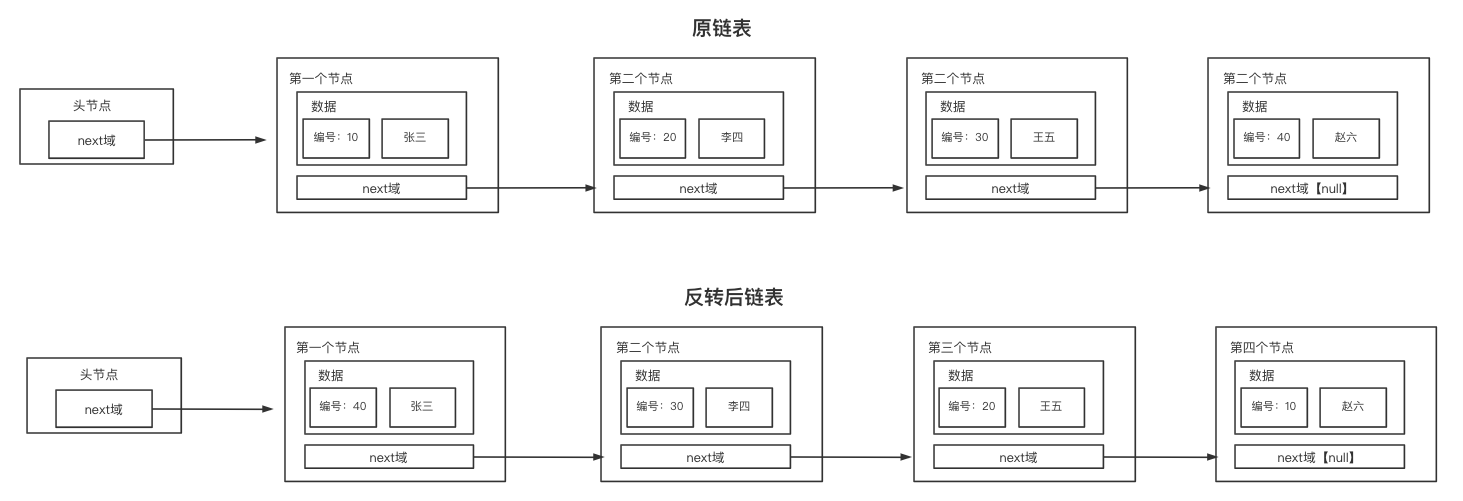 原链表
头节点
next域
第一个节点
数据
编号：10
张三
next域
第二个节点
数据
编号：20
李四
next域
第二个节点
数据
编号：30
王五
next域
第二个节点
数据
编号：40
赵六
next域【null】
反转后链表
头节点
next域
第一个节点
数据
编号：40
张三
next域
第二个节点
数据
编号：30
李四
next域
第三个节点
数据
编号：20
王五
next域
第四个节点
数据
编号：10
赵六
next域【null】